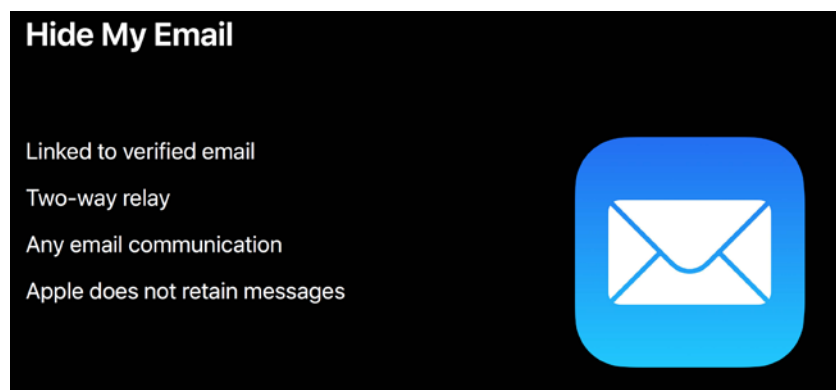 Hide My Email
Linked to verified email
Two-way relay
Any email communication
Apple does not retain messages